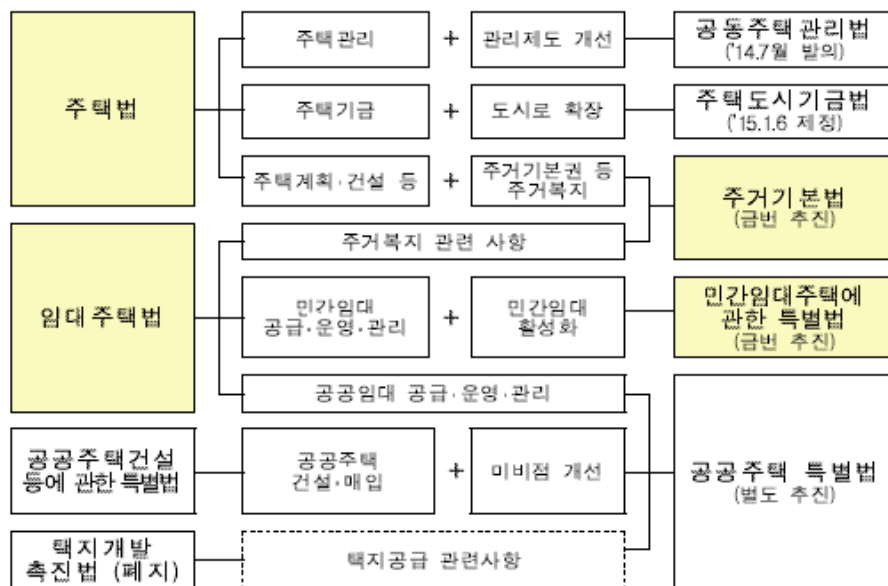 주택관리 + 관리제도 개선 공동주택관리법
('14.7월 발의)
주택법
주택기금 + 도시로 확장 주택도시기금법
('15.1.6 제정)
주택계획·건설 등 + 주거기본권 등
주거복지
주거기본법
(금번 추진)
주거복지 관련 사항
임대주택법
민간임대
공급·운영·관리
+
민간임대
활성화
민간임대주택에
관한 특별법
(금번 추진)
공공임대 공급·운영·관리
공공주택건설
등에 관한 특별법
공공주택
건설·매입
+
미비점 개선
공공주택 특별법
(별도 추진)
택지개발
촉진법 (폐지)
택지공급 관련사항